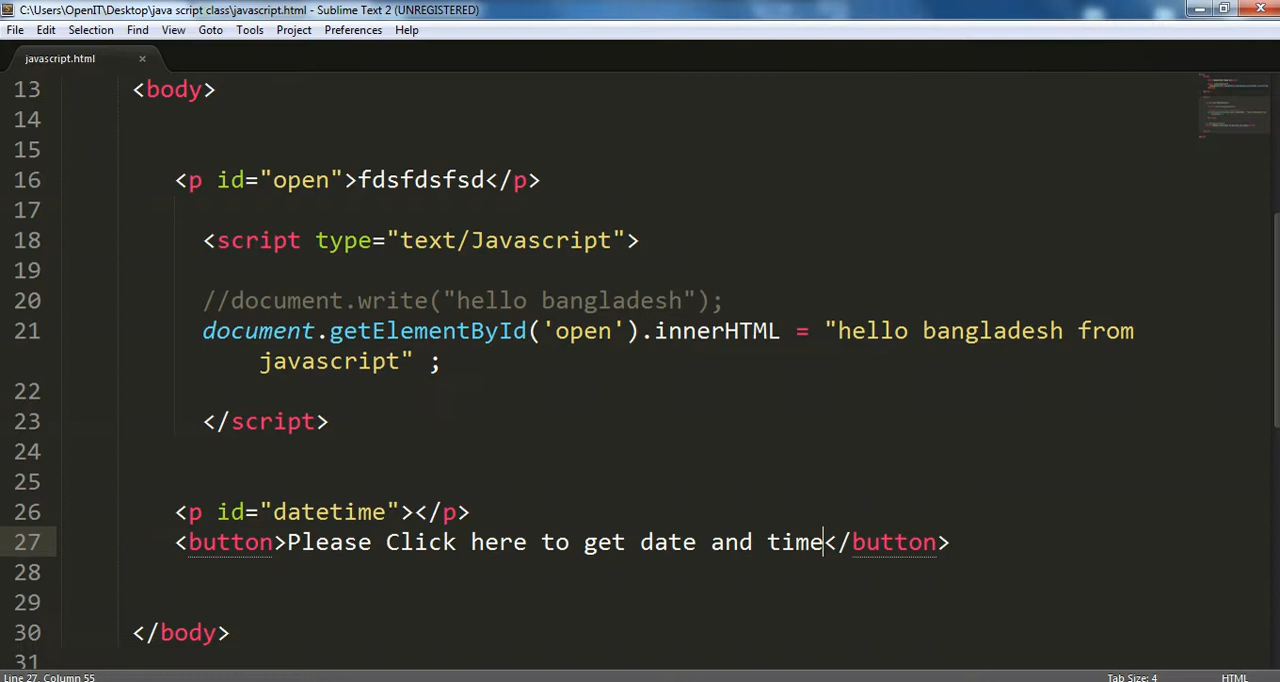 C:\Users\OpenIT\Desktop\java script class\javascript.html - Sublime Text 2 (UNREGISTERED)
File Edit Selection Find View Goto Tools Project Preferences Help
javascript.html ×
13 <body>
14
15
16 <p id="open">fdsfdsfsd</p>
17
18 <script type="text/Javascript">
19
20 //document.write("hello bangladesh");
21 document.getElementById('open').innerHTML = "hello bangladesh from
javascript" ;
22
23 </script>
24
25
26 <p id="datetime"></p>
27 <button>Please Click here to get date and time</button>
28
29
30 </body>
31
Line 27, Column 55 Tab Size: 4 HTML